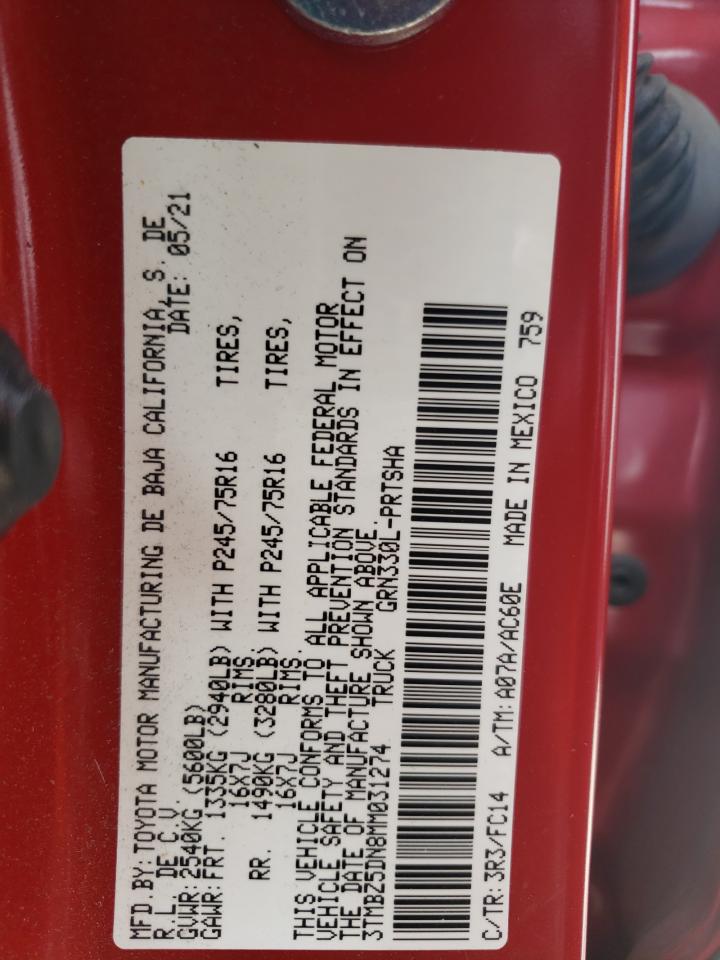 MFD.BY:TOYOTA MOTOR MANUFACTURING DE BAJA CALIFORNIA,S. DE
R.L. DE C.V. DATE: 05/21
GVWR:2540KG (5600LB)
GAWR:FRT. 1335KG (2940LB) WITH P245/75R16 TIRES,
16X7J RIMS
RR. 1490KG (3280LB) WITH P245/75R16 TIRES,
16X7J RIMS.
THIS VEHICLE CONFORMS TO ALL APPLICABLE FEDERAL MOTOR
VEHICLE SAFETY AND THEFT PREVENTION STANDARDS IN EFFECT ON
THE DATE OF MANUFACTURE SHOWN ABOVE.
3TMBZ5DN8MM031274 TRUCK GRN330L-PRTSHA
C/TR:3R3/FC14 A/TM:A07A/AC60E MADE IN MEXICO 759